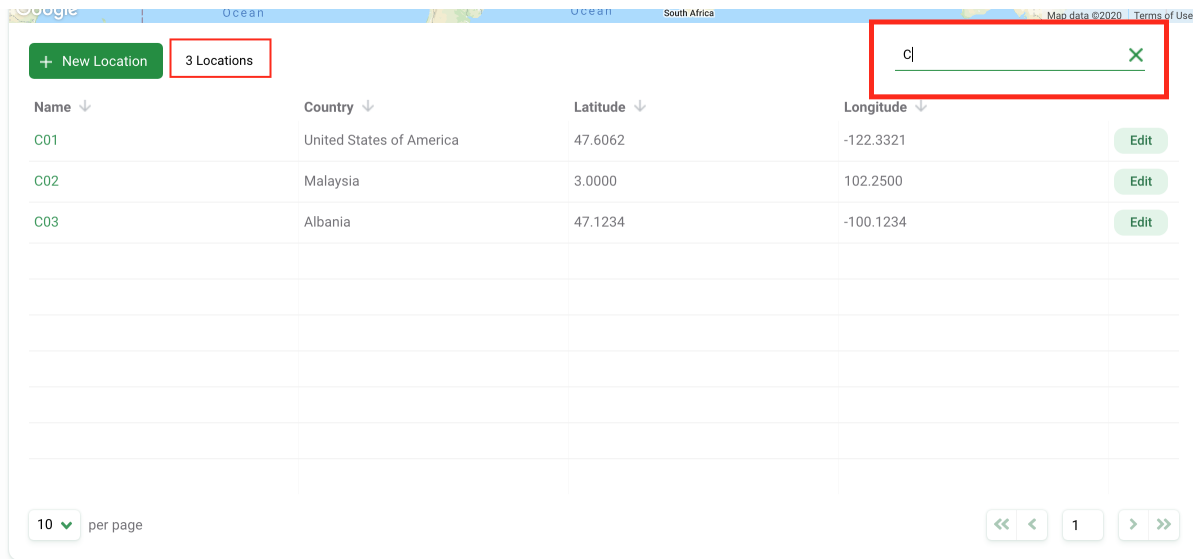 Google
Ocean
Ocean
South Africa
Map data ©2020 Terms of Use
+ New Location
3 Locations
C
Name Country Latitude Longitude
C01 United States of America 47.6062 -122.3321 Edit
C02 Malaysia 3.0000 102.2500 Edit
C03 Albania 47.1234 -100.1234 Edit
10 per page
1